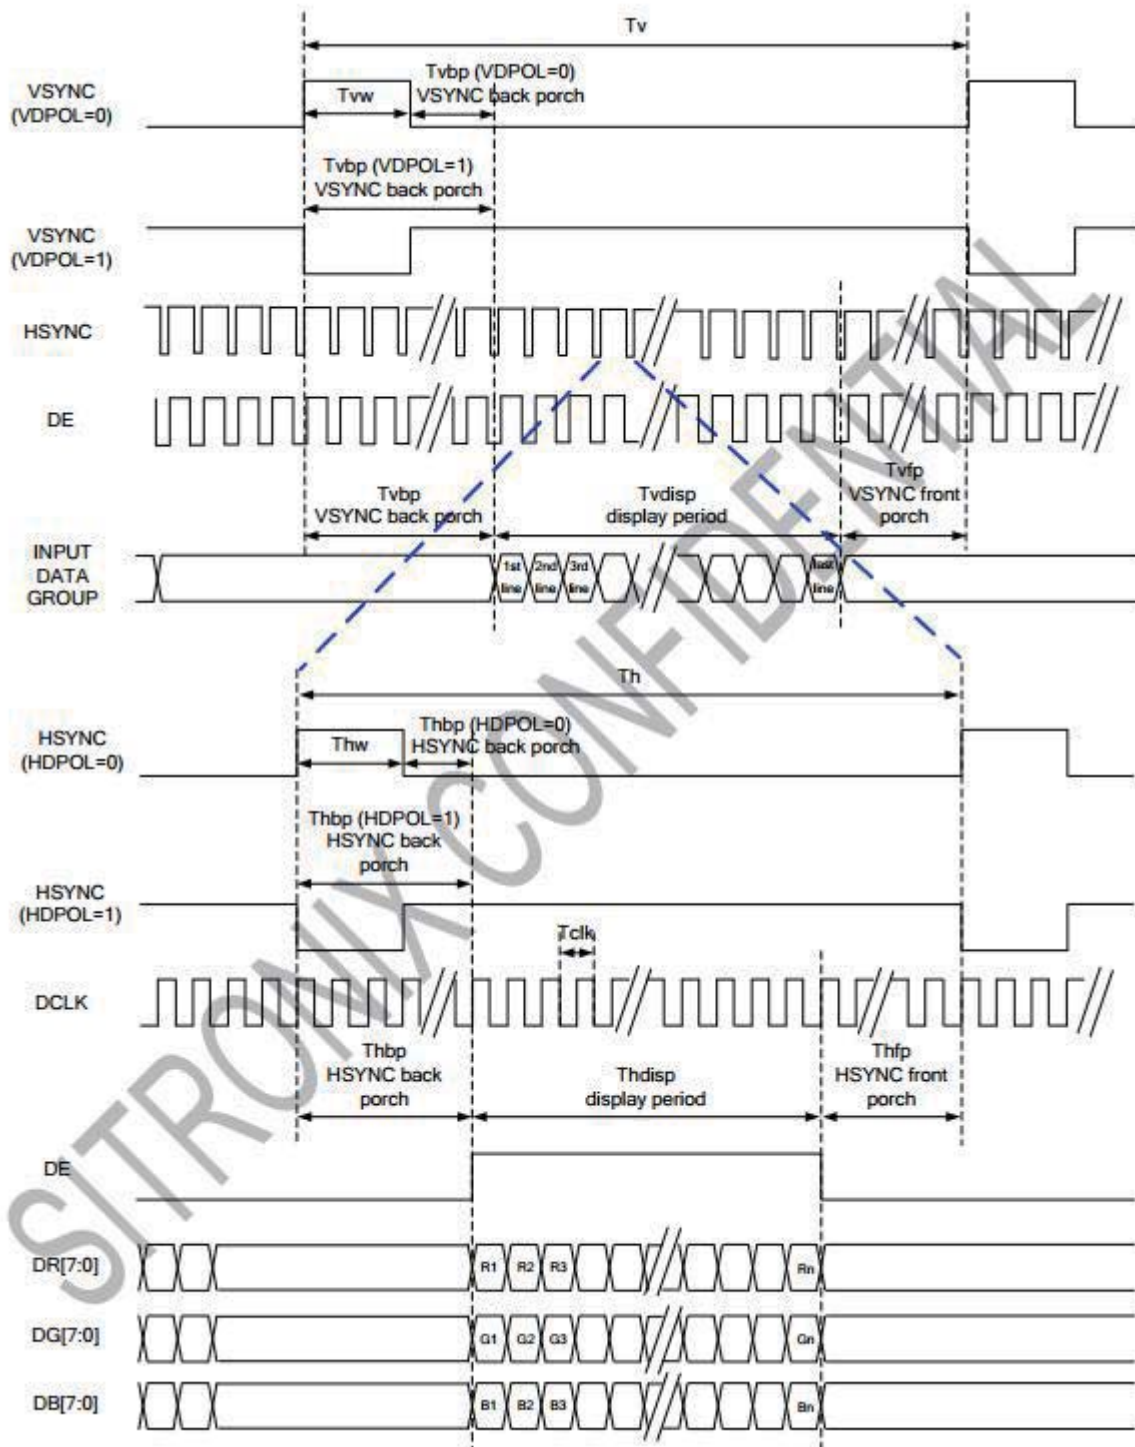 Tv
VSYNC
(VDPOL=0)
Tvw
Tvbp (VDPOL=0)
VSYNC back porch
Tvbp (VDPOL=1)
VSYNC back porch
VSYNC
(VDPOL=1)
HSYNC
DE
Tvbp
VSYNC back porch
Tvdisp
display period
Tvfp
VSYNC front
porch
INPUT
DATA
GROUP
1st
line
2nd
line
3rd
line
last
line
Th
HSYNC
(HDPOL=0)
Thw
Thbp (HDPOL=0)
HSYNC back porch
Thbp (HDPOL=1)
HSYNC back
porch
HSYNC
(HDPOL=1)
Tclk
DCLK
Thbp
HSYNC back
porch
Thdisp
display period
Thfp
HSYNC front
porch
DE
DR[7:0]
R1 R2 R3 Rn
DG[7:0]
G1 G2 G3 Gn
DB[7:0]
B1 B2 B3 Bn
SITRONIX CONFIDENTIAL